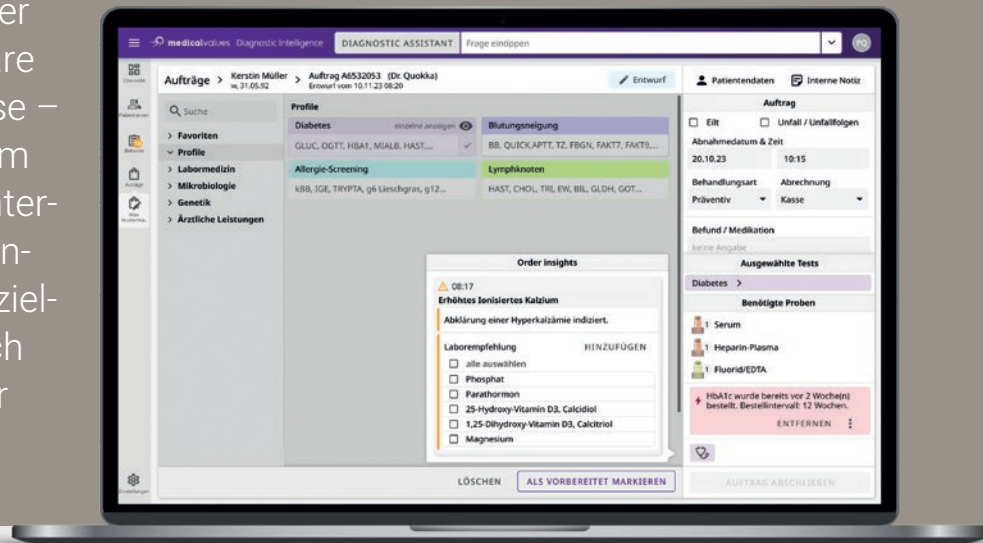 er
re
se –
m
nter-
n-
ziel-
ch
r
medicalvalues Diagnostic Intelligence
DIAGNOSTIC ASSISTANT
Frage eintippen
PQ
Aufträge > Kerstin Müller > Auftrag A6532053 (Dr. Quokka)
w, 31.05.92 Entwurf vom 10.11.23 08:20
Entwurf
Suche
> Favoriten
Profile
> Labormedizin
> Mikrobiologie
> Genetik
> Ärztliche Leistungen
Profile
Diabetes einzelne anzeigen
GLUC, OGTT, HBA1, MIALB, HAST,...
Blutungsneigung
BB, QUICK,APTT, TZ, FBGN, FAKT7, FAKT9,...
Allergie-Screening
kBB, IGE, TRYPTA, g6 Lieschgras, g12...
Lymphknoten
HAST, CHOL, TRI, EW, BIL, GLDH, GOT...
Order insights
08:17
Erhöhtes Ionisiertes Kalzium
Abklärung einer Hyperkalzämie indiziert.
Laborempfehlung HINZUFÜGEN
alle auswählen
Phosphat
Parathormon
25-Hydroxy-Vitamin D3, Calcidiol
1,25-Dihydroxy-Vitamin D3, Calcitriol
Magnesium
LÖSCHEN
ALS VORBEREITET MARKIEREN
Patientendaten
Interne Notiz
Auftrag
Eilt
Unfall / Unfallfolgen
Abnahmedatum & Zeit
20.10.23 10:15
Behandlungsart Abrechnung
Präventiv Kasse
Befund / Medikation
keine Angabe
Ausgewählte Tests
Diabetes >
Benötigte Proben
1 Serum
1 Heparin-Plasma
1 Fluorid/EDTA
HbA1c wurde bereits vor 2 Woche(n)
bestellt. Bestellintervall: 12 Wochen.
ENTFERNEN
AUFTRAG ABSCHLIEßEN